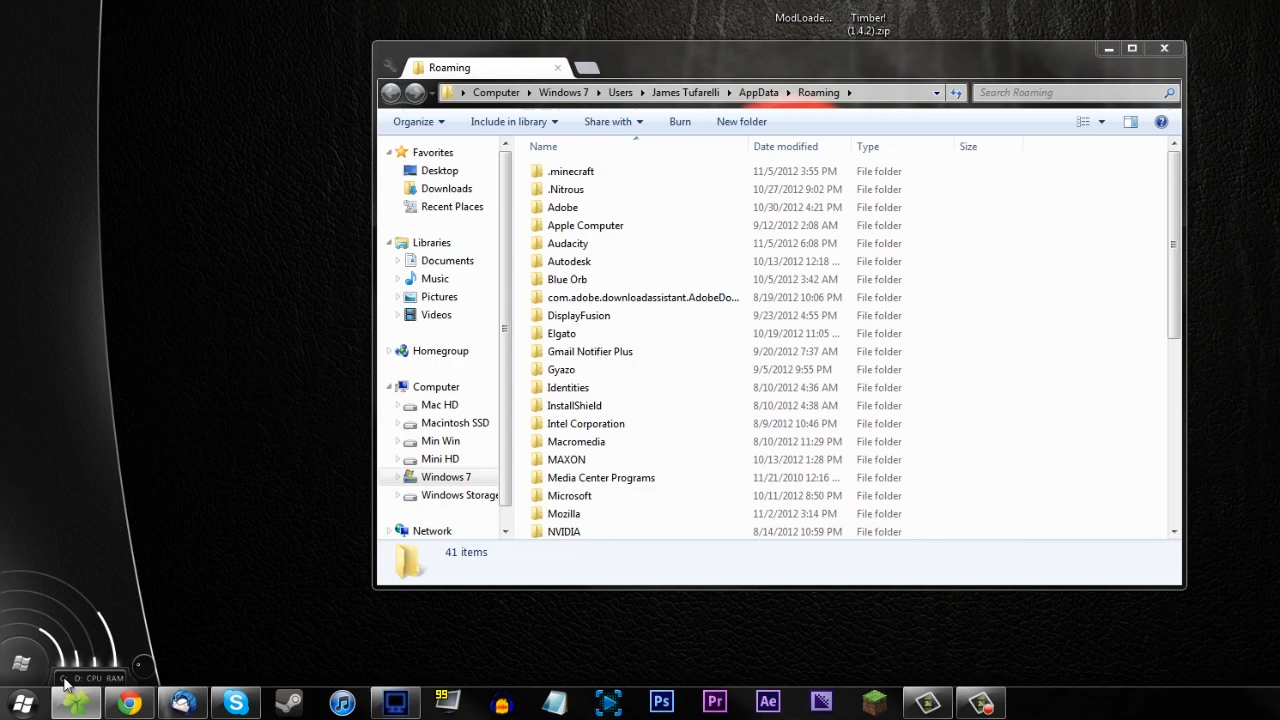 ModLoade... Timber!
(1.4.2).zip
Roaming
Computer Windows 7 Users James Tufarelli AppData Roaming Search Roaming
Organize Include in library Share with Burn New folder
Name Date modified Type Size
Favorites
Desktop
Downloads
Recent Places
Libraries
Documents
Music
Pictures
Videos
Homegroup
Computer
Mac HD
Macintosh SSD
Min Win
Mini HD
Windows 7
Windows Storage
Network
.minecraft 11/5/2012 3:55 PM File folder
.Nitrous 10/27/2012 9:02 PM File folder
Adobe 10/30/2012 4:21 PM File folder
Apple Computer 9/12/2012 2:08 AM File folder
Audacity 11/5/2012 6:08 PM File folder
Autodesk 10/13/2012 12:18 ... File folder
Blue Orb 10/5/2012 3:42 AM File folder
com.adobe.downloadassistant.AdobeDo... 8/19/2012 10:06 PM File folder
DisplayFusion 9/23/2012 4:55 PM File folder
Elgato 10/19/2012 11:05 ... File folder
Gmail Notifier Plus 9/20/2012 7:37 AM File folder
Gyazo 9/5/2012 9:55 PM File folder
Identities 8/10/2012 4:36 AM File folder
InstallShield 8/10/2012 4:38 AM File folder
Intel Corporation 8/9/2012 10:46 PM File folder
Macromedia 8/10/2012 11:29 PM File folder
MAXON 10/13/2012 1:28 PM File folder
Media Center Programs 11/21/2010 12:16 ... File folder
Microsoft 10/11/2012 8:50 PM File folder
Mozilla 11/2/2012 3:14 PM File folder
NVIDIA 8/14/2012 10:59 PM File folder
41 items
D: CPU RAM
99
Ps Pr Ae